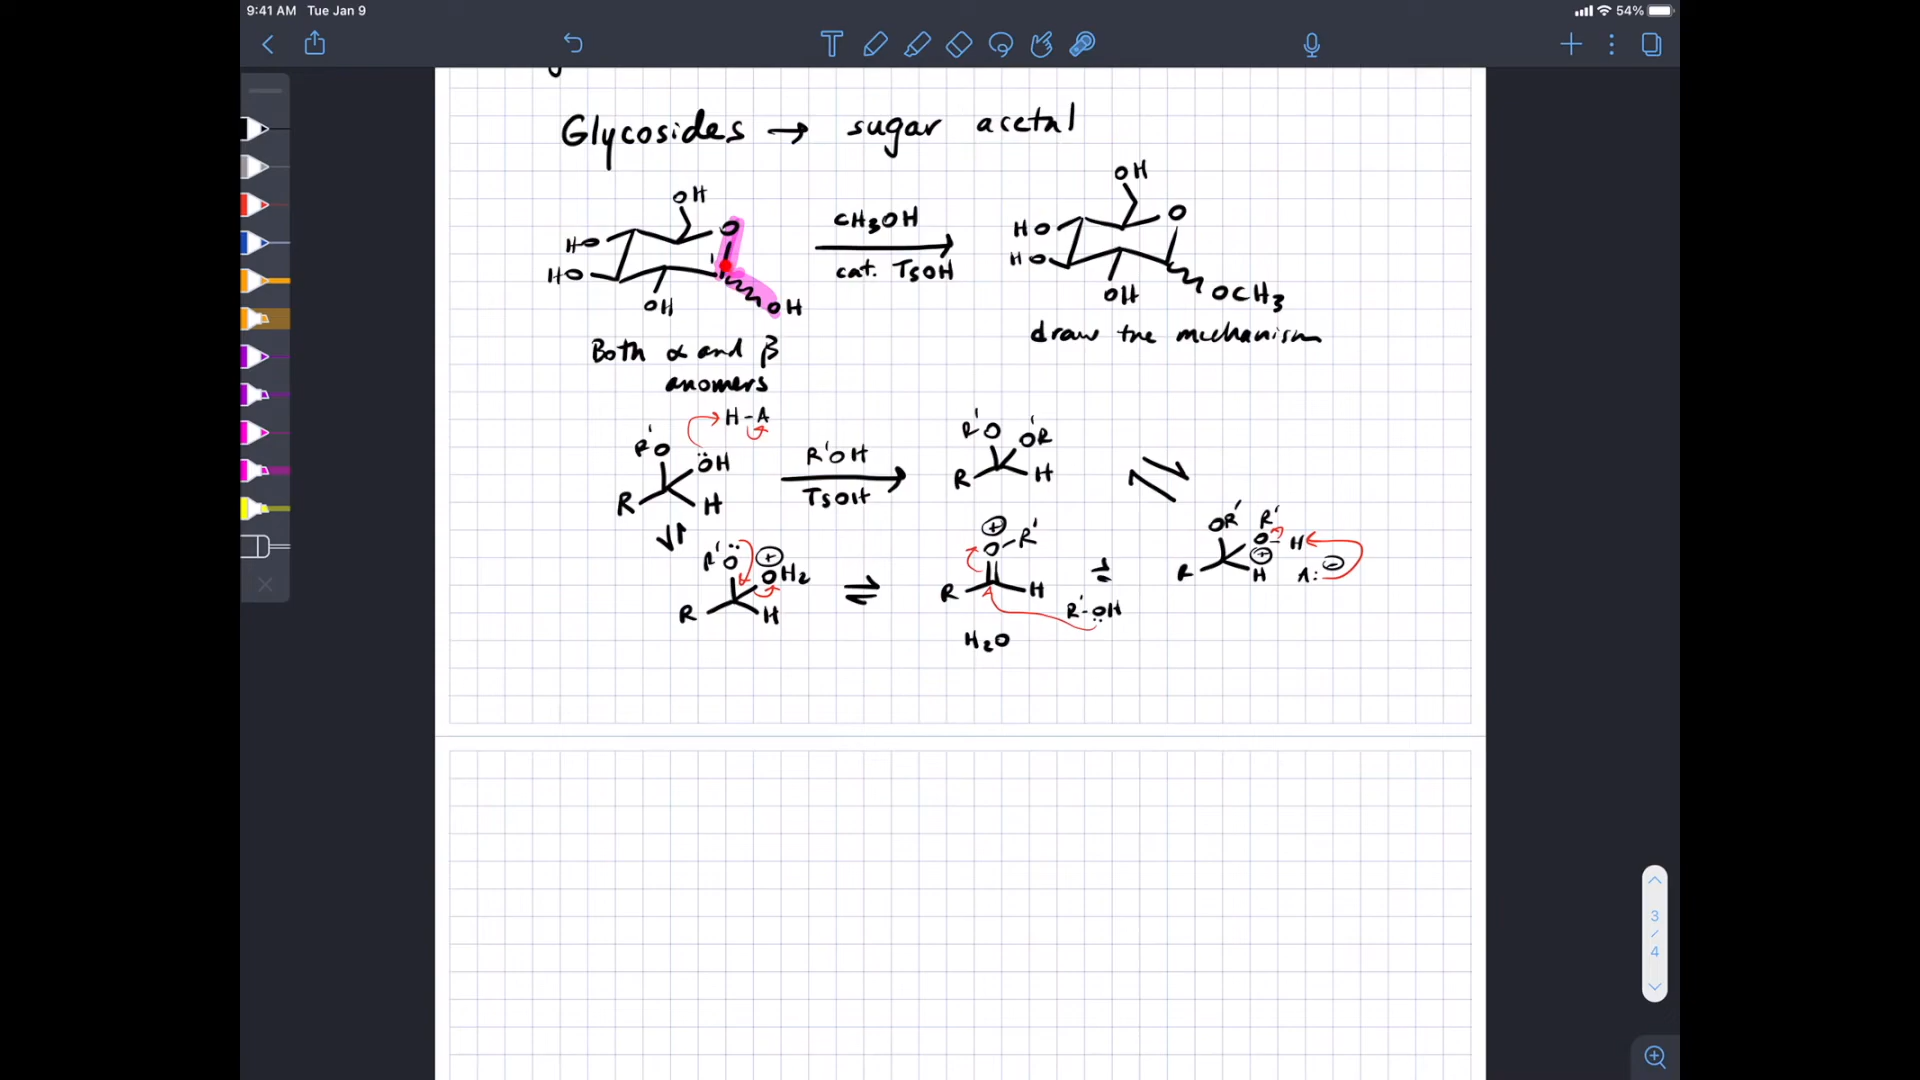 9:41 AM Tue Jan 9
54%
Glycosides → sugar acetal
OH
HO
O
HO
1
OH
OH
CH3OH
cat. TsOH
OH
HO
O
HO
OH
OCH3
draw the mechanism
Both α and β
anomers
H-A
R'O
ÖH
R
H
R'OH
TsOH
R'O
OR'
R
H
R'
Ö
⊕
OH2
R
H
⊕
O-R'
R
H
R'-OH
H2O
OR'
R'
O-H
⊕
R
H
A: ⊖
3
/
4